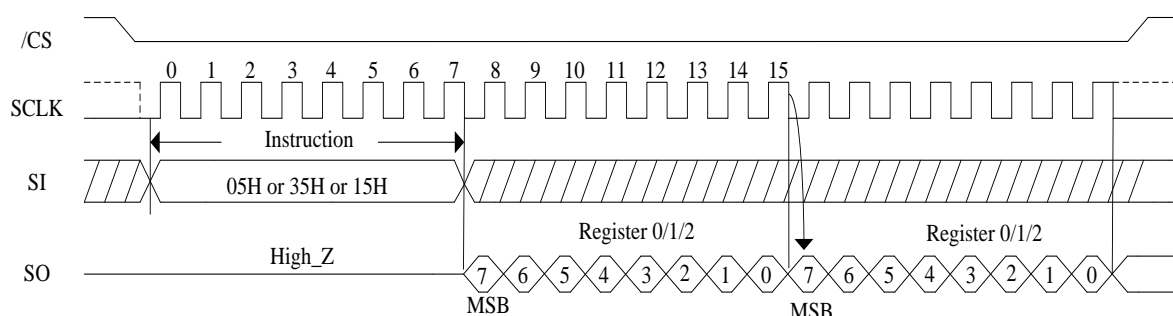 /CS
0 1 2 3 4 5 6 7 8 9 10 11 12 13 14 15
SCLK
Instruction
SI
05H or 35H or 15H
Register 0/1/2 Register 0/1/2
High_Z
SO
7 6 5 4 3 2 1 0 7 6 5 4 3 2 1 0
MSB MSB